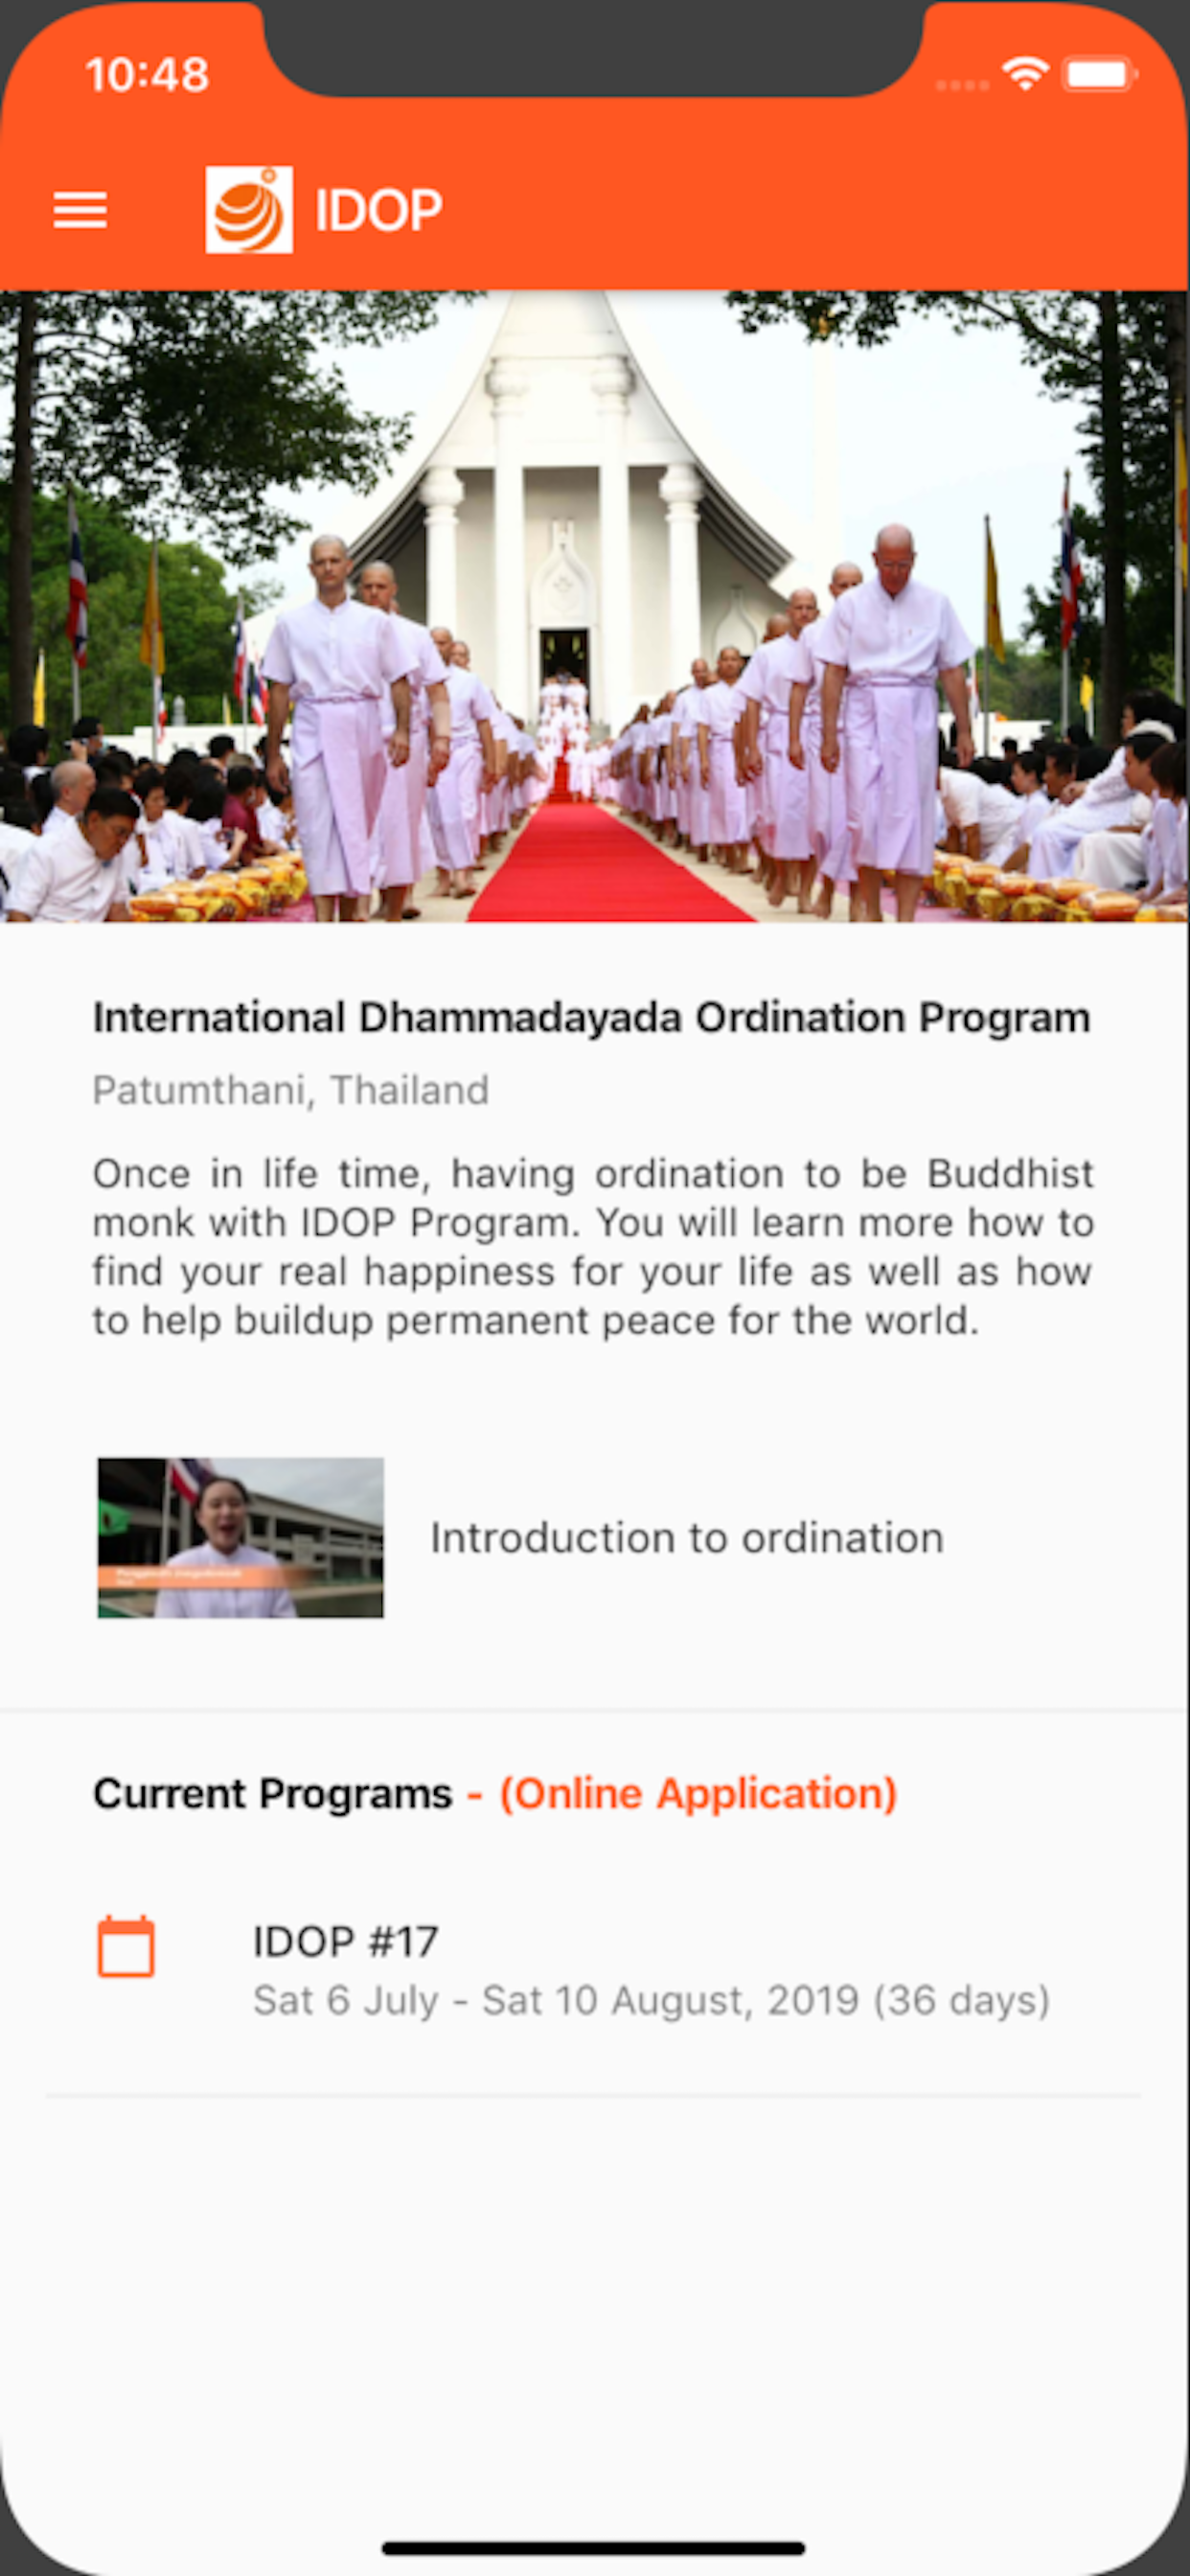 10:48
IDOP
International Dhammadayada Ordination Program
Patumthani, Thailand
Once in life time, having ordination to be Buddhist
monk with IDOP Program. You will learn more how to
find your real happiness for your life as well as how
to help buildup permanent peace for the world.
Introduction to ordination
Current Programs - (Online Application)
IDOP #17
Sat 6 July - Sat 10 August, 2019 (36 days)